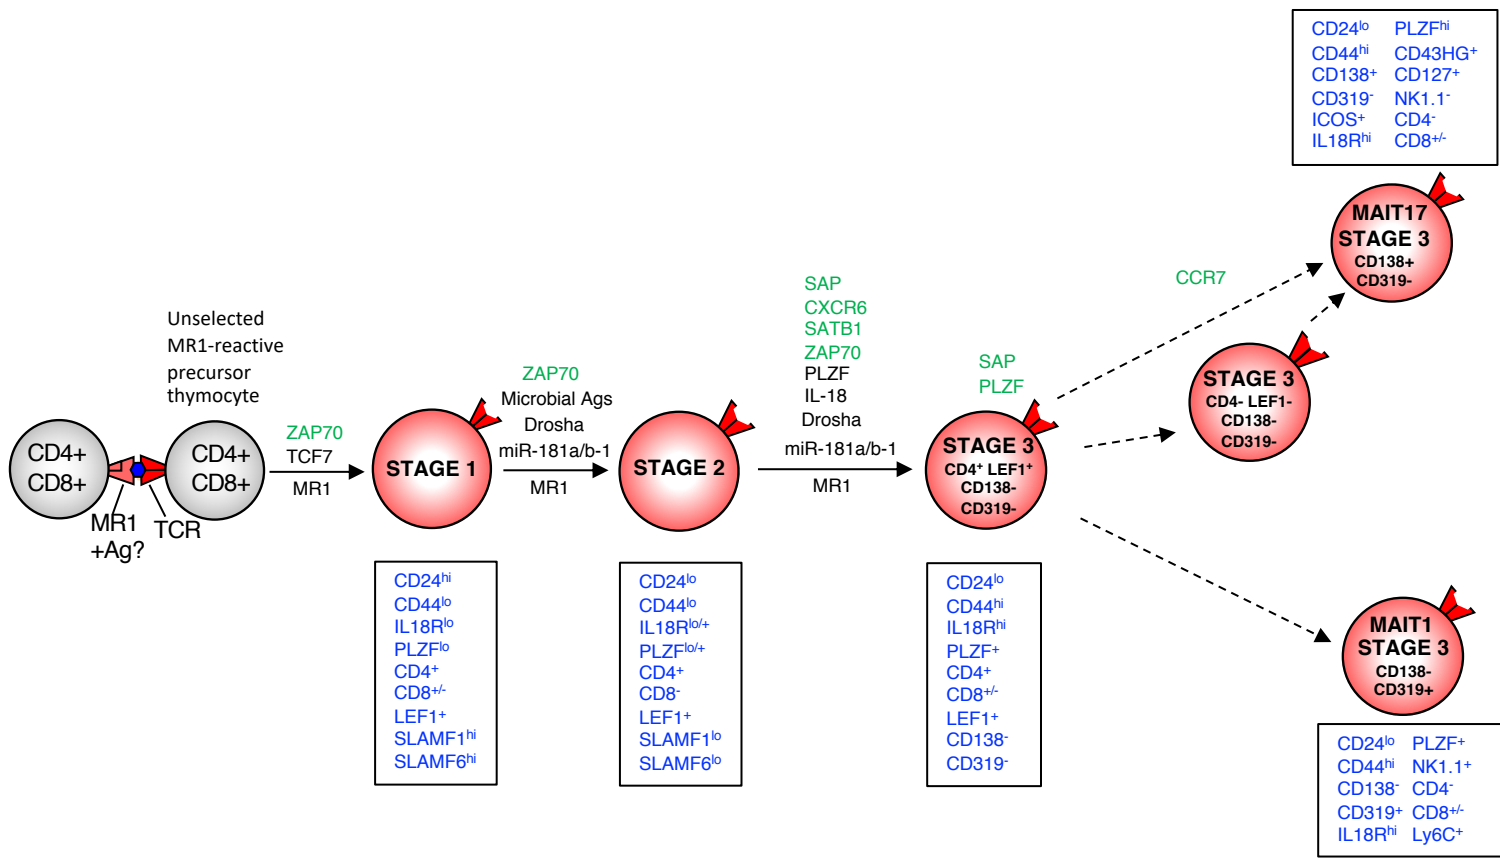 CD24lo PLZFhi
CD44hi CD43HG+
CD138+ CD127+
CD319- NK1.1-
ICOS+ CD4-
IL18Rhi CD8+/-
MAIT17
STAGE 3
CD138+
CD319-
CCR7
SAP
CXCR6
SATB1
ZAP70
PLZF
IL-18
Drosha
miR-181a/b-1
MR1
Unselected
MR1-reactive
precursor
thymocyte
CD4+
CD8+
CD4+
CD8+
MR1
+Ag?
TCR
ZAP70
TCF7
MR1
STAGE 1
ZAP70
Microbial Ags
Drosha
miR-181a/b-1
MR1
STAGE 2
SAP
PLZF
STAGE 3
CD4+ LEF1+
CD138-
CD319-
STAGE 3
CD4- LEF1-
CD138-
CD319-
CD24hi
CD44lo
IL18Rlo
PLZFlo
CD4+
CD8+/-
LEF1+
SLAMF1hi
SLAMF6hi
CD24lo
CD44lo
IL18Rlo/+
PLZFlo/+
CD4+
CD8-
LEF1+
SLAMF1lo
SLAMF6lo
CD24lo
CD44hi
IL18Rhi
PLZF+
CD4+
CD8+/-
LEF1+
CD138-
CD319-
MAIT1
STAGE 3
CD138-
CD319+
CD24lo PLZF+
CD44hi NK1.1+
CD138- CD4-
CD319+ CD8+/-
IL18Rhi Ly6C+